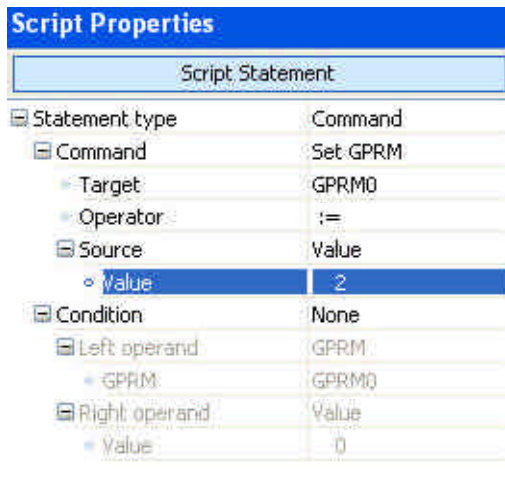 Script Properties
Script Statement
Statement type Command
Command Set GPRM
Target GPRM0
Operator :=
Source Value
Value 2
Condition None
Left operand GPRM
GPRM GPRM0
Right operand Value
Value 0